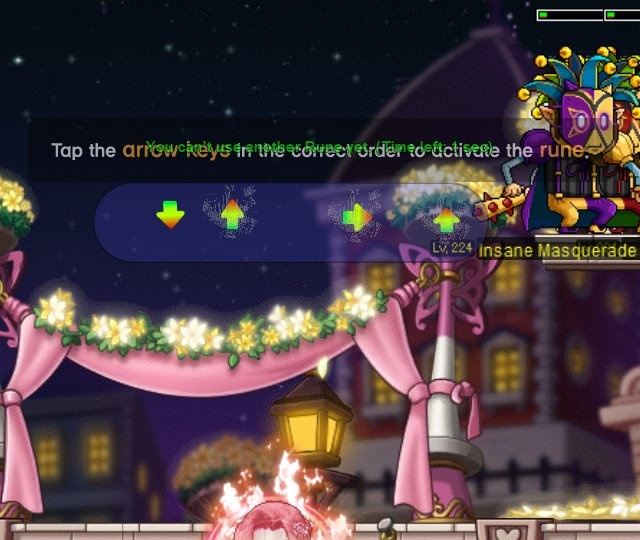 You can't use another Rune yet. (Time left: 1 sec)
Tap the arrow keys in the correct order to activate the rune.
Lv. 224
Insane Masquerade